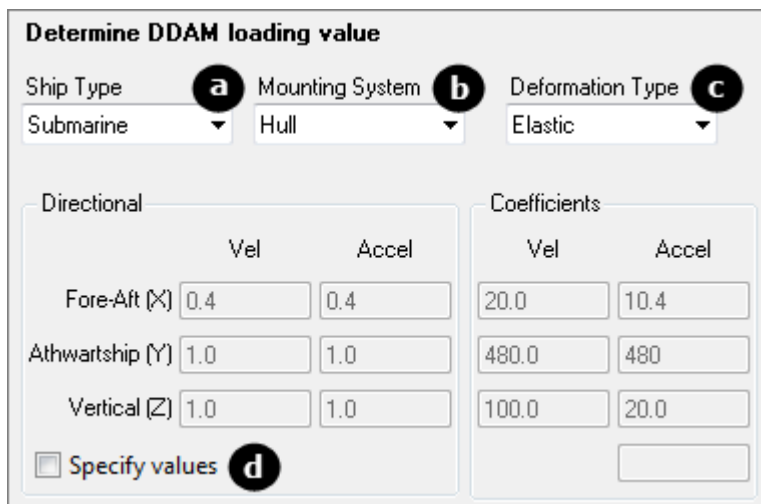 Determine DDAM loading value
Ship Type a Mounting System b Deformation Type c
Submarine Hull Elastic
Directional Coefficients
Vel Accel Vel Accel
Fore-Aft (X) 0.4 0.4 20.0 10.4
Athwartship (Y) 1.0 1.0 480.0 480
Vertical (Z) 1.0 1.0 100.0 20.0
Specify values d